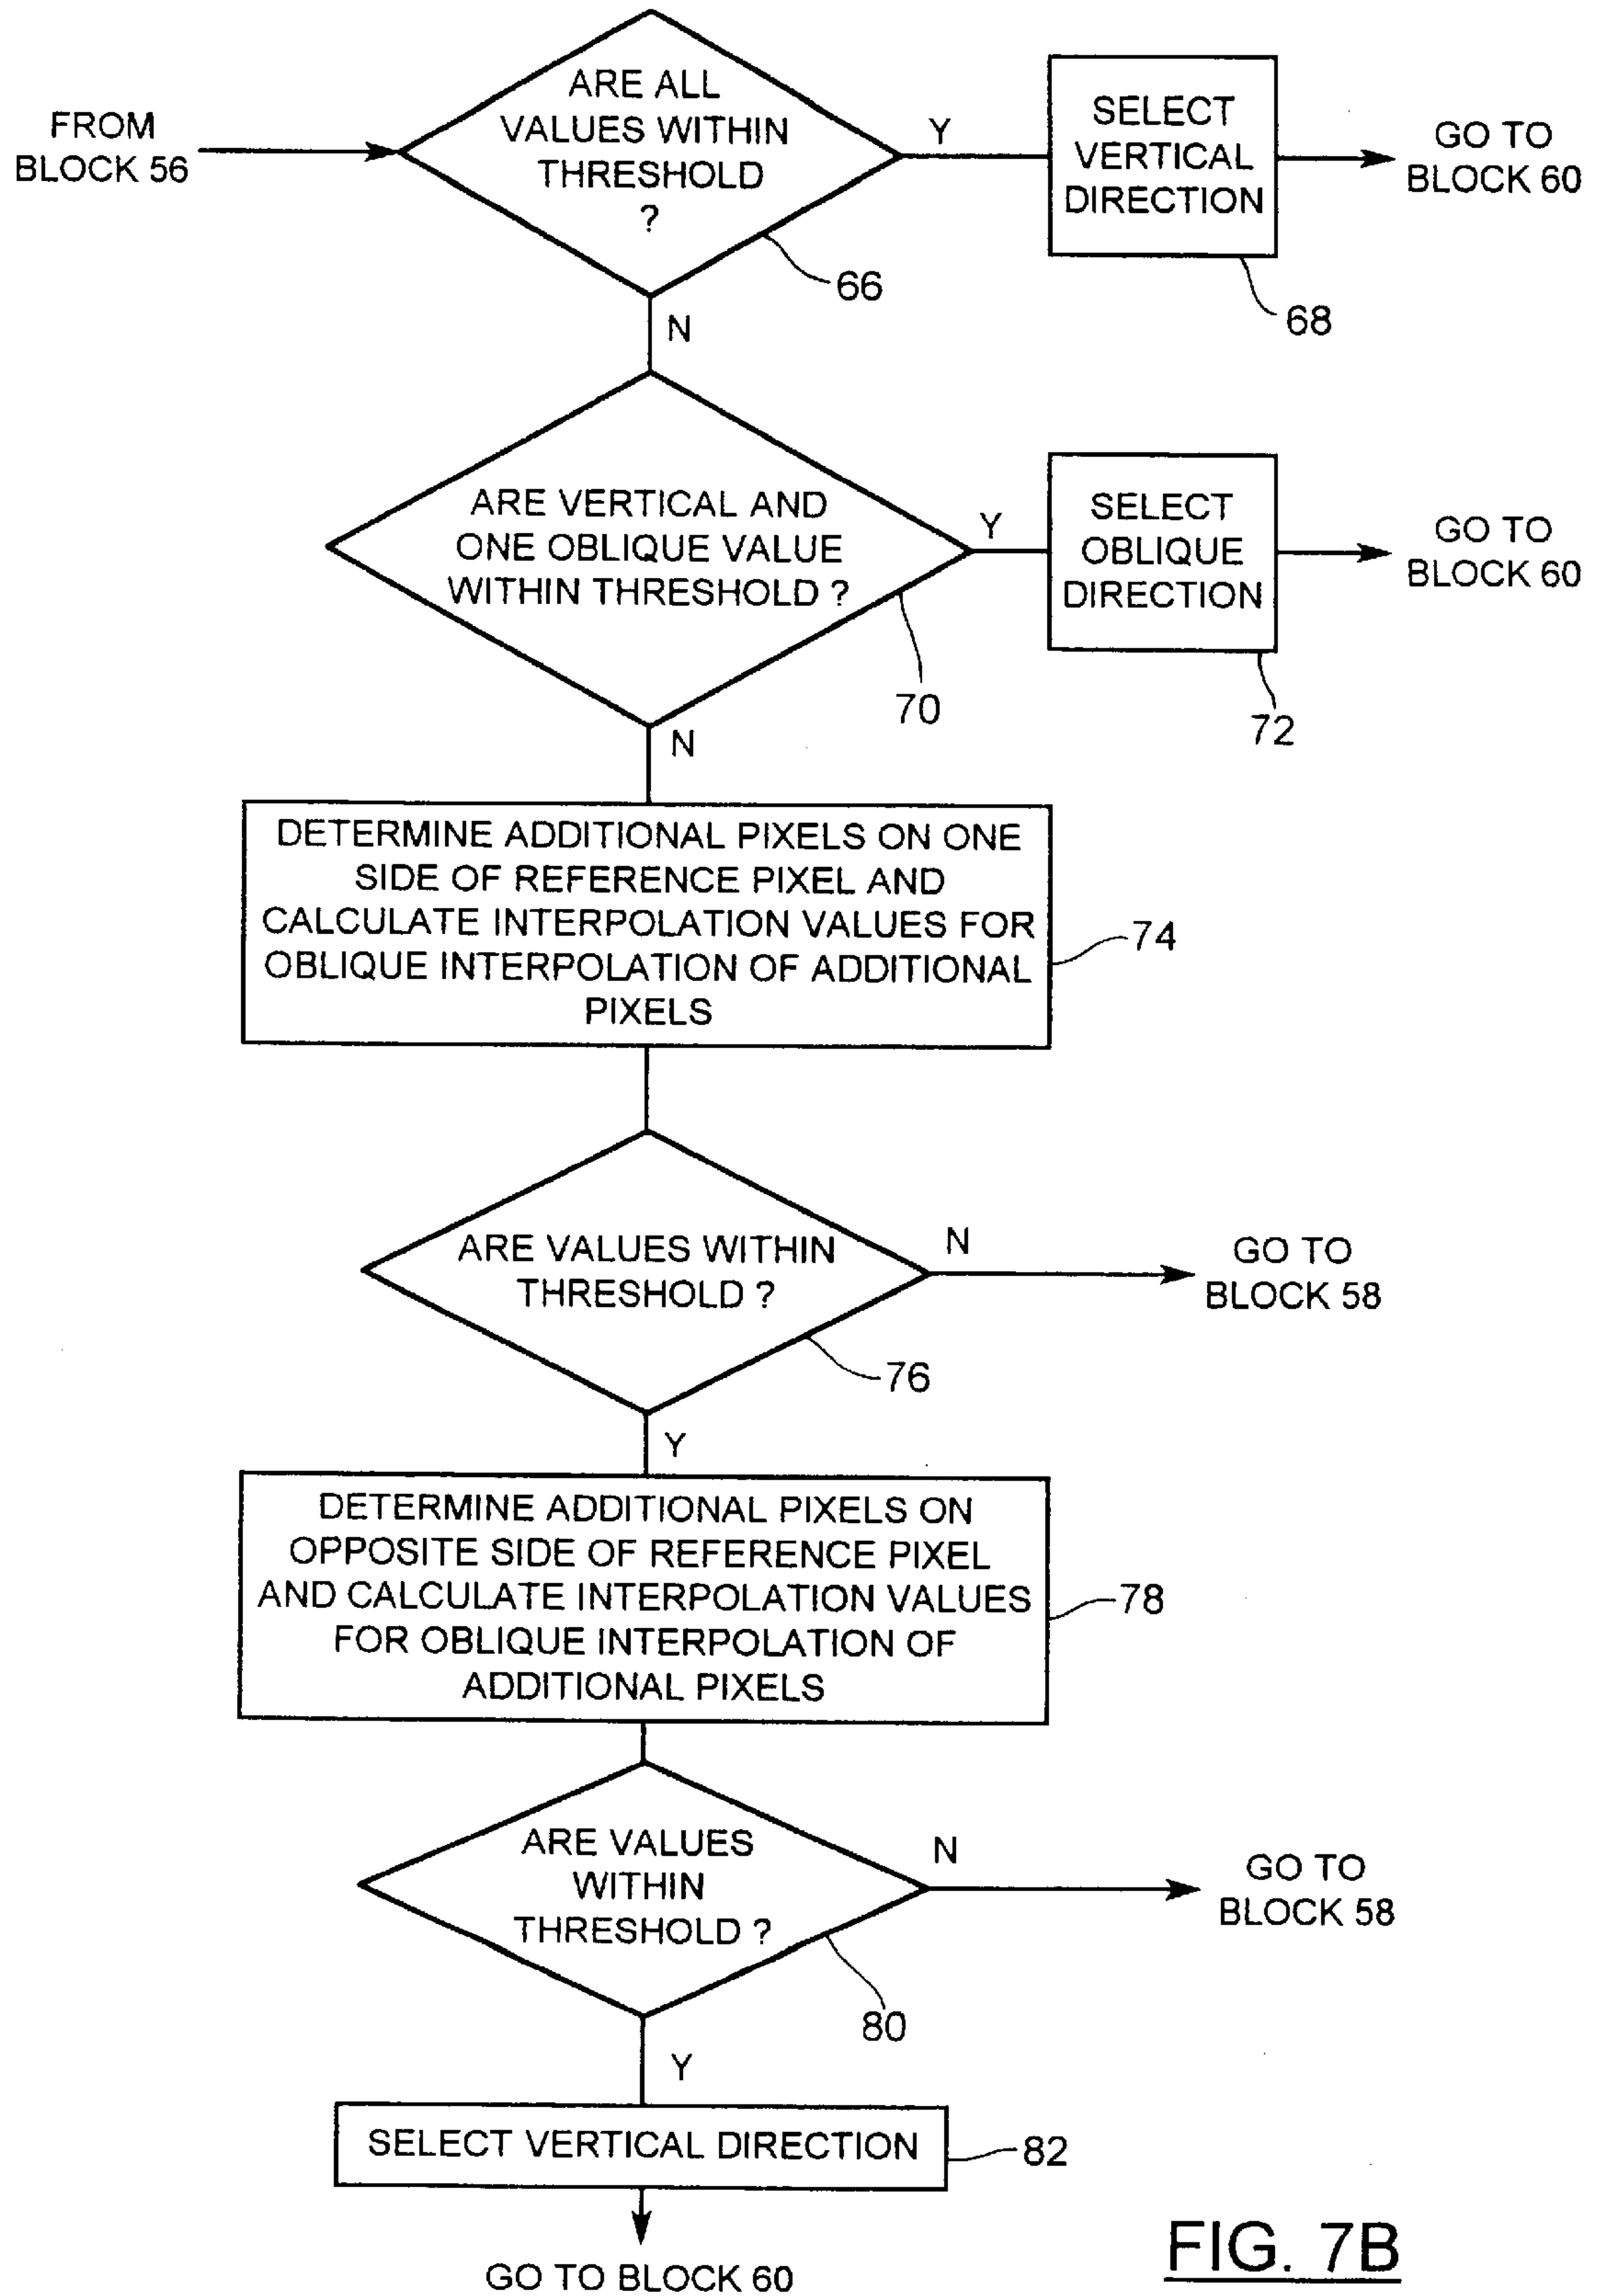 FROM
BLOCK 56
ARE ALL
VALUES WITHIN
THRESHOLD
?
Y
SELECT
VERTICAL
DIRECTION
GO TO
BLOCK 60
66
68
N
ARE VERTICAL AND
ONE OBLIQUE VALUE
WITHIN THRESHOLD ?
Y
SELECT
OBLIQUE
DIRECTION
GO TO
BLOCK 60
70
72
N
DETERMINE ADDITIONAL PIXELS ON ONE
SIDE OF REFERENCE PIXEL AND
CALCULATE INTERPOLATION VALUES FOR
OBLIQUE INTERPOLATION OF ADDITIONAL
PIXELS
74
ARE VALUES WITHIN
THRESHOLD ?
N
GO TO
BLOCK 58
76
Y
DETERMINE ADDITIONAL PIXELS ON
OPPOSITE SIDE OF REFERENCE PIXEL
AND CALCULATE INTERPOLATION VALUES
FOR OBLIQUE INTERPOLATION OF
ADDITIONAL PIXELS
78
ARE VALUES
WITHIN
THRESHOLD ?
N
GO TO
BLOCK 58
80
Y
SELECT VERTICAL DIRECTION
82
GO TO BLOCK 60
FIG. 7B